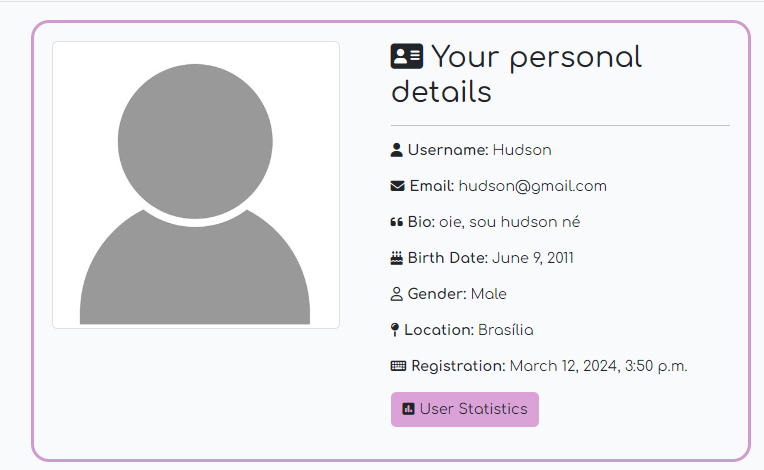 Your personal
details
Username: Hudson
Email: hudson@gmail.com
Bio: oie, sou hudson né
Birth Date: June 9, 2011
Gender: Male
Location: Brasília
Registration: March 12, 2024, 3:50 p.m.
User Statistics